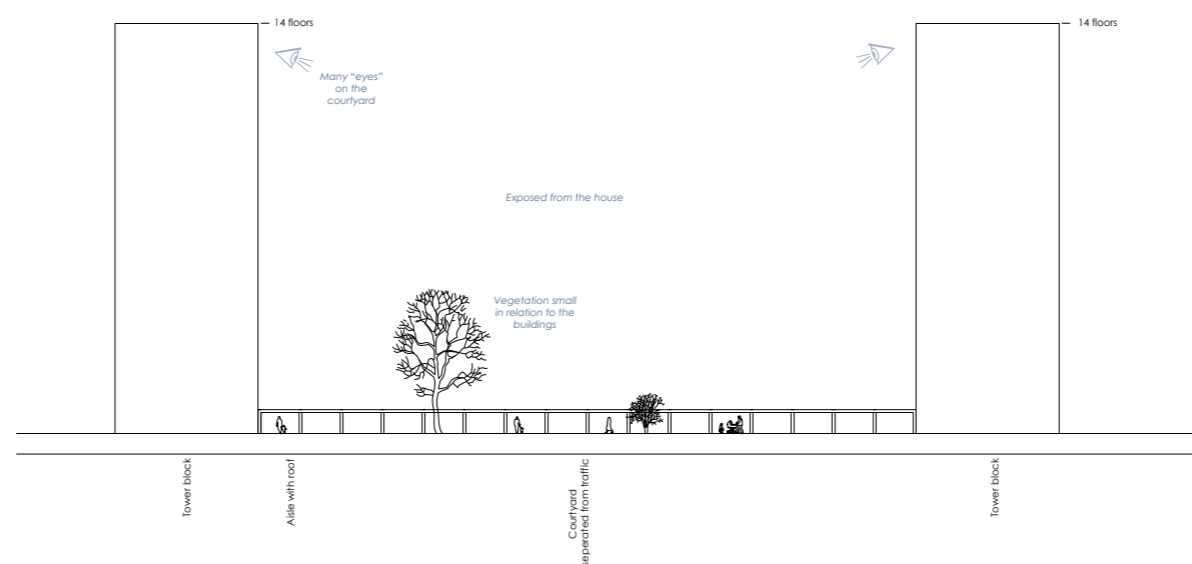 14 floors
14 floors
Many "eyes"
on the
courtyard
Exposed from the house
Vegetation small
in relation to the
buildings
Tower block
Aisle with roof
Courtyard
seperated from traffic
Tower block